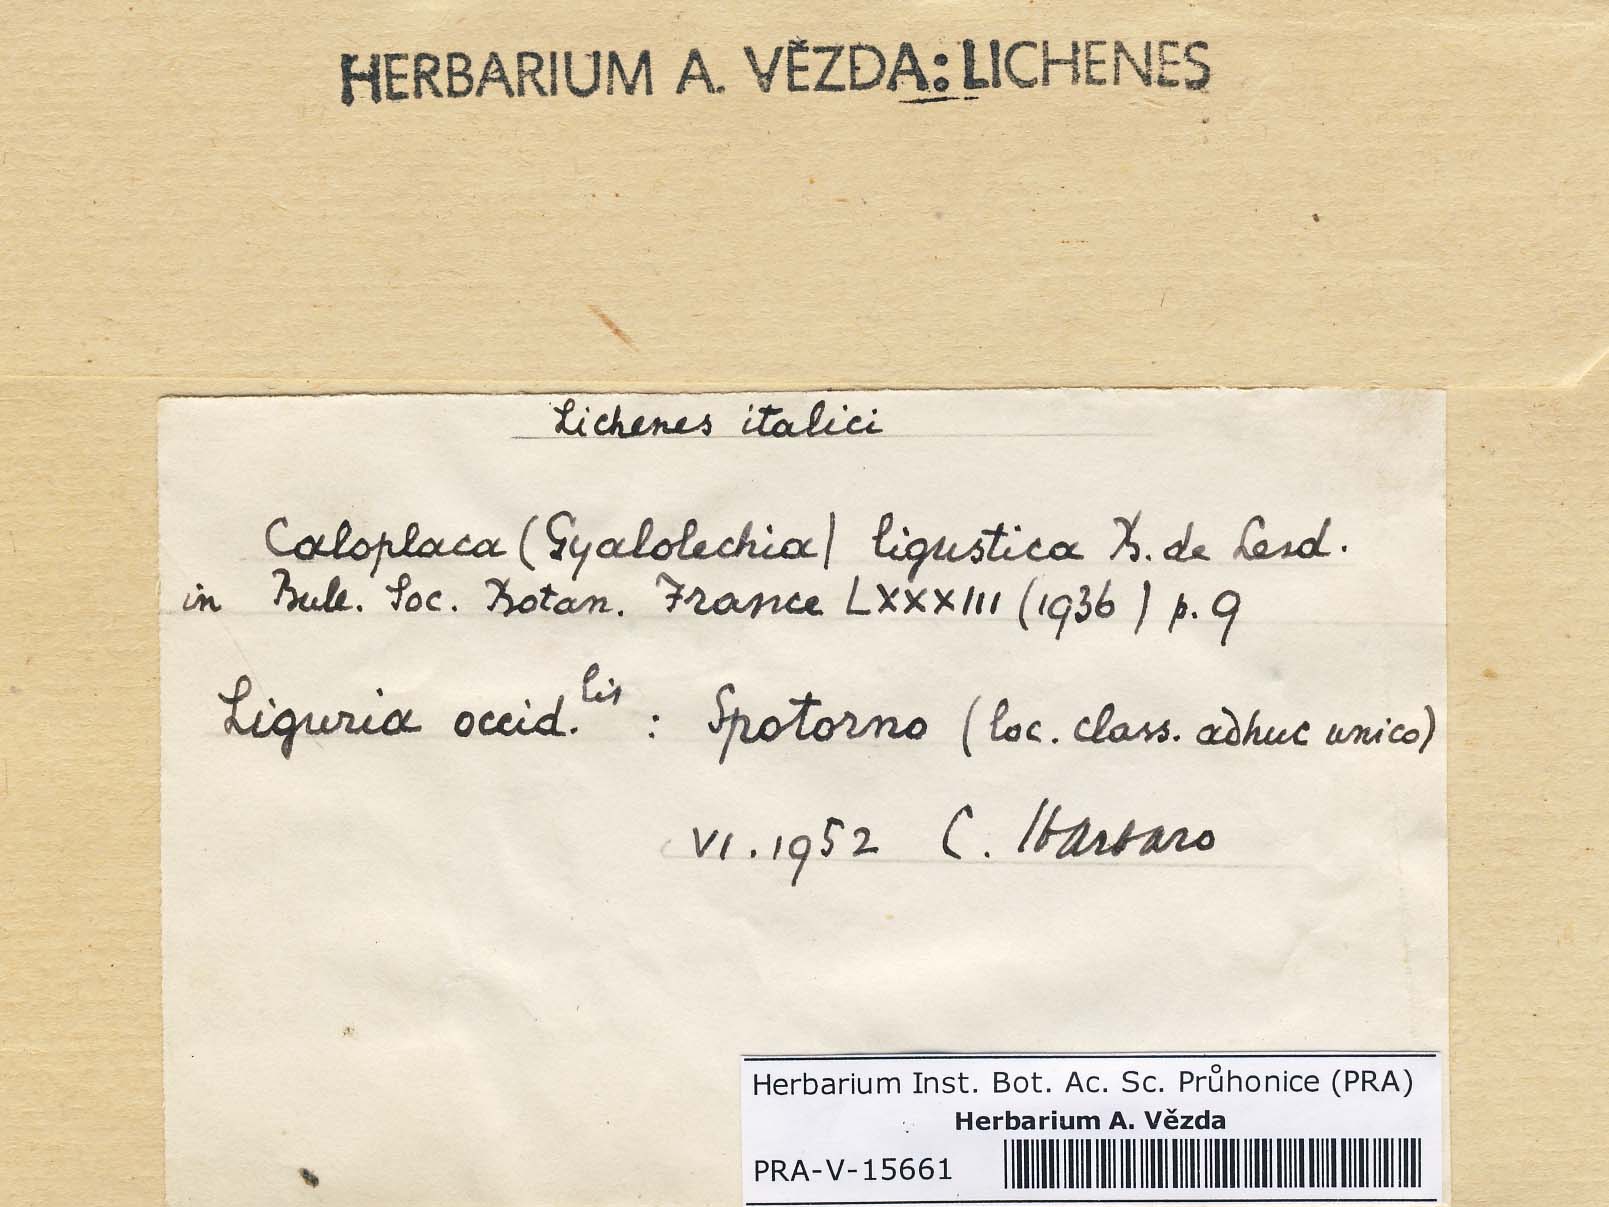 HERBARIUM A. VĚZDA: LICHENES
Lichenes italici
Caloplaca (Gyalolechia) ligustica B. de Lesd.
in Bull. Soc. Botan. France LXXXIII (1936) p. 9
Liguria occid.lis : Spotorno (loc. class. adhuc unico)
VI. 1952 C. Sbarbaro
Herbarium Inst. Bot. Ac. Sc. Průhonice (PRA)
Herbarium A. Vězda
PRA-V-15661